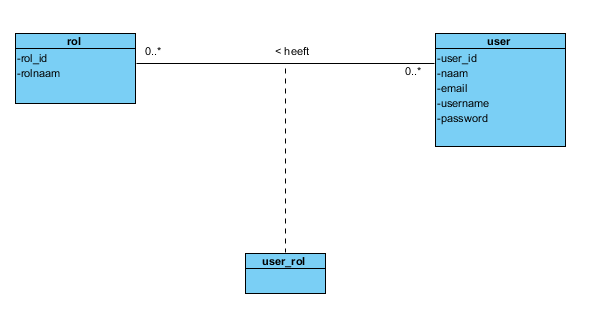 rol
-rol_id
-rolnaam
0..*
< heeft
0..*
user
-user_id
-naam
-email
-username
-password
user_rol